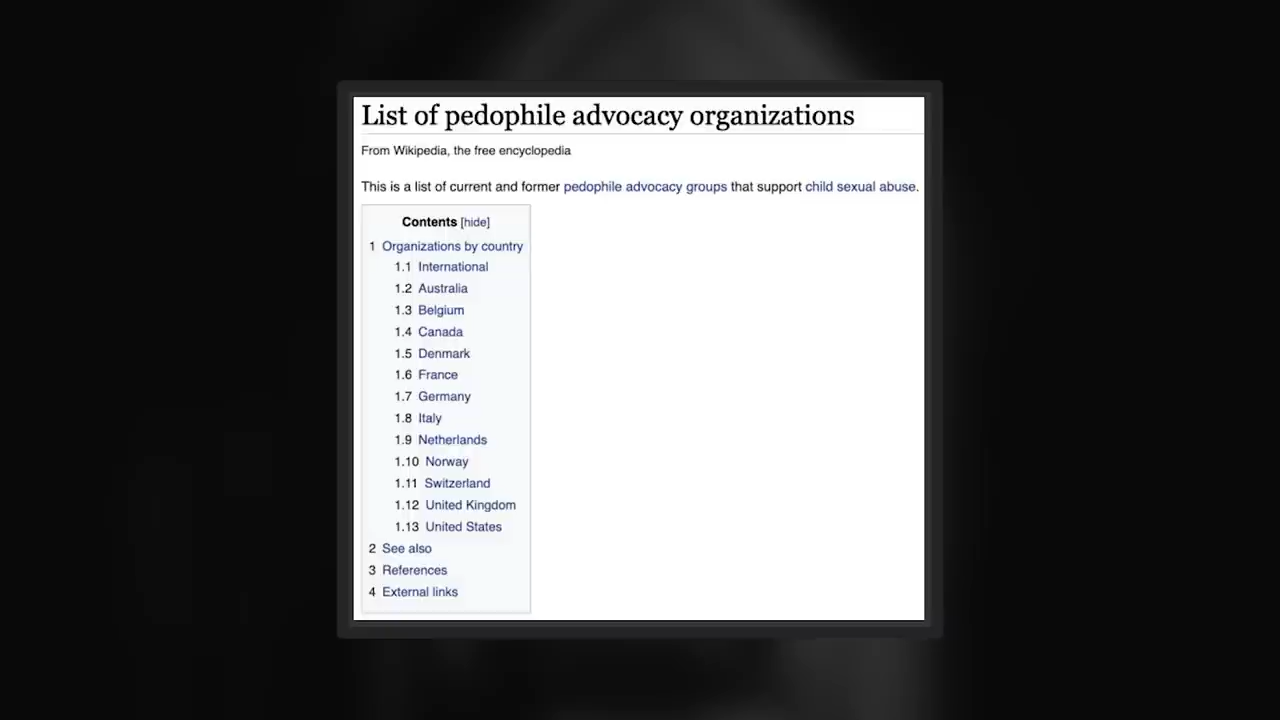 List of pedophile advocacy organizations
From Wikipedia, the free encyclopedia
This is a list of current and former pedophile advocacy groups that support child sexual abuse.
Contents [hide]
1 Organizations by country
1.1 International
1.2 Australia
1.3 Belgium
1.4 Canada
1.5 Denmark
1.6 France
1.7 Germany
1.8 Italy
1.9 Netherlands
1.10 Norway
1.11 Switzerland
1.12 United Kingdom
1.13 United States
2 See also
3 References
4 External links